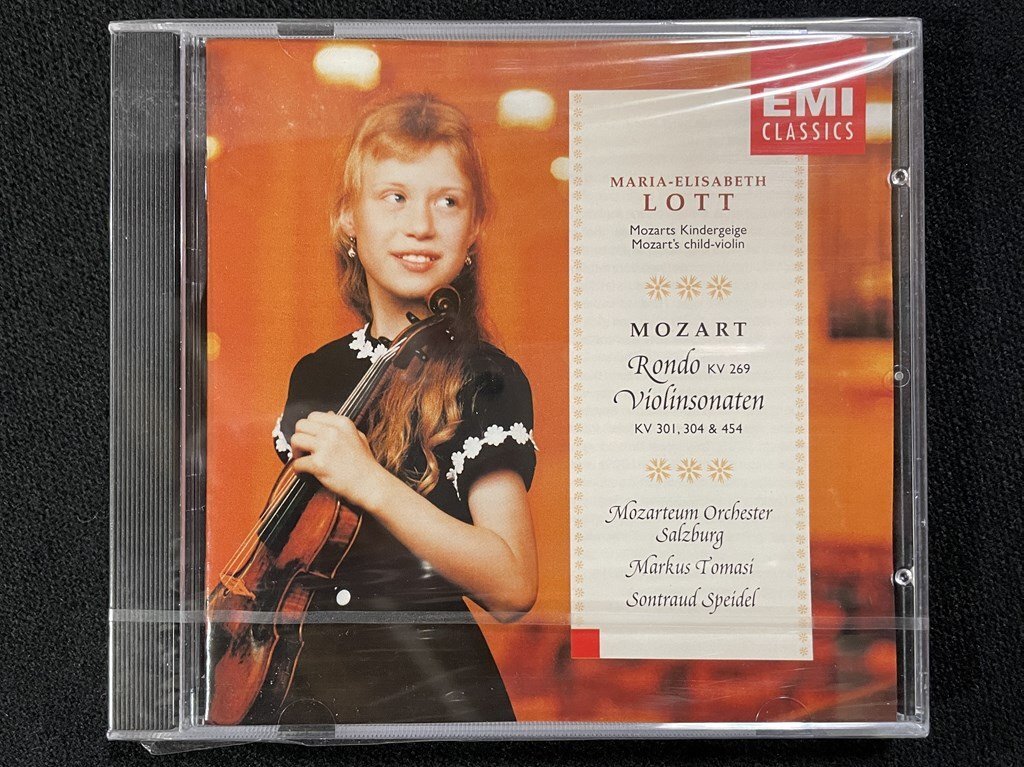 EMI
CLASSICS
MARIA-ELISABETH
LOTT
Mozarts Kindergeige
Mozart's child-violin
MOZART
Rondo KV 269
Violinsonaten
KV 301, 304 & 454
Mozarteum Orchester
Salzburg
Markus Tomasi
Sontraud Speidel